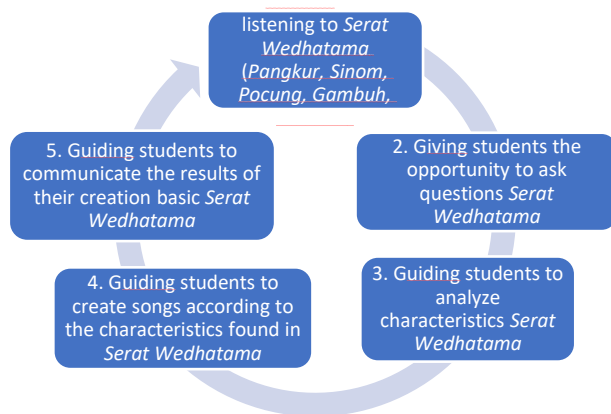 listening to Serat
Wedhatama
(Pangkur, Sinom,
Pocung, Gambuh,
2. Giving students the
opportunity to ask
questions Serat
Wedhatama
3. Guiding students to
analyze
characteristics Serat
Wedhatama
4. Guiding students to
create songs according to
the characteristics found in
Serat Wedhatama
5. Guiding students to
communicate the results of
their creation basic Serat
Wedhatama